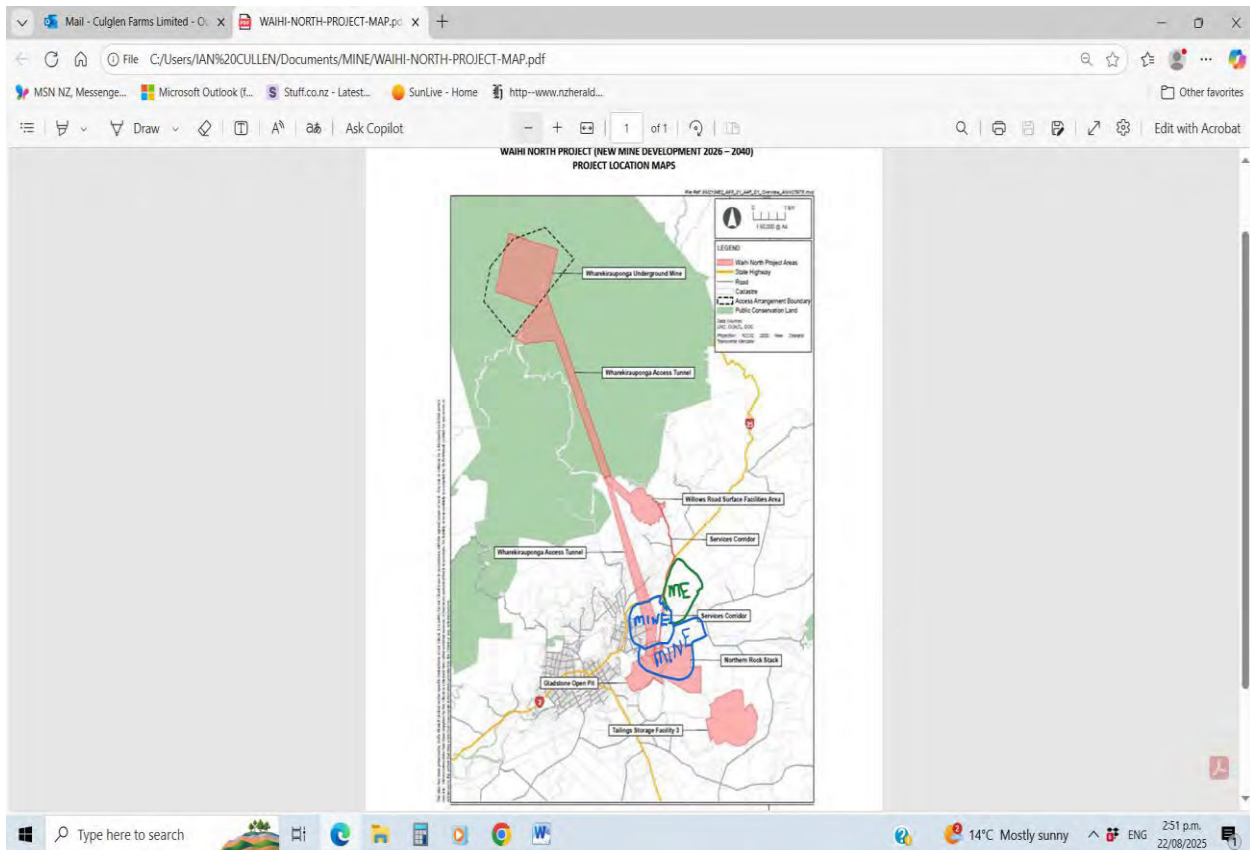 Mail - Culglen Farms Limited - O
WAIHI-NORTH-PROJECT-MAP.pd
File C:/Users/IAN%20CULLEN/Documents/MINE/WAIHI-NORTH-PROJECT-MAP.pdf
MSN NZ, Messenge...
Microsoft Outlook (f...
Stuff.co.nz - Latest...
SunLive - Home
http--www.nzherald...
Other favorites
Draw
Ask Copilot
1 of 1
Edit with Acrobat
WAIHI NORTH PROJECT (NEW MINE DEVELOPMENT 2026 – 2040)
PROJECT LOCATION MAPS
LEGEND
Waihi North Project Areas
State Highway
Road
Cadastre
Access Arrangement Boundary
Public Conservation Land
Wharekirauponga Underground Mine
Wharekirauponga Access Tunnel
25
Willows Road Surface Facilities Area
Services Corridor
Wharekirauponga Access Tunnel
ME
MINE
Services Corridor
MINE
Northern Rock Stack
Gladstone Open Pit
2
Tailings Storage Facility 3
Type here to search
14°C Mostly sunny
ENG
2:51 p.m.
22/08/2025